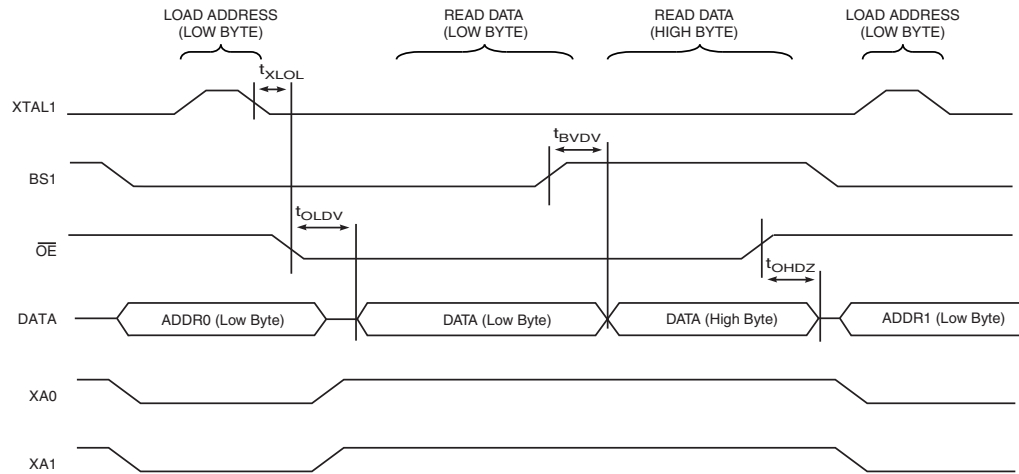 LOAD ADDRESS
(LOW BYTE)
READ DATA
(LOW BYTE)
READ DATA
(HIGH BYTE)
LOAD ADDRESS
(LOW BYTE)
tXLOL
XTAL1
tBVDV
BS1
tOLDV
OE
tOHDZ
DATA
ADDR0 (Low Byte)
DATA (Low Byte)
DATA (High Byte)
ADDR1 (Low Byte)
XA0
XA1